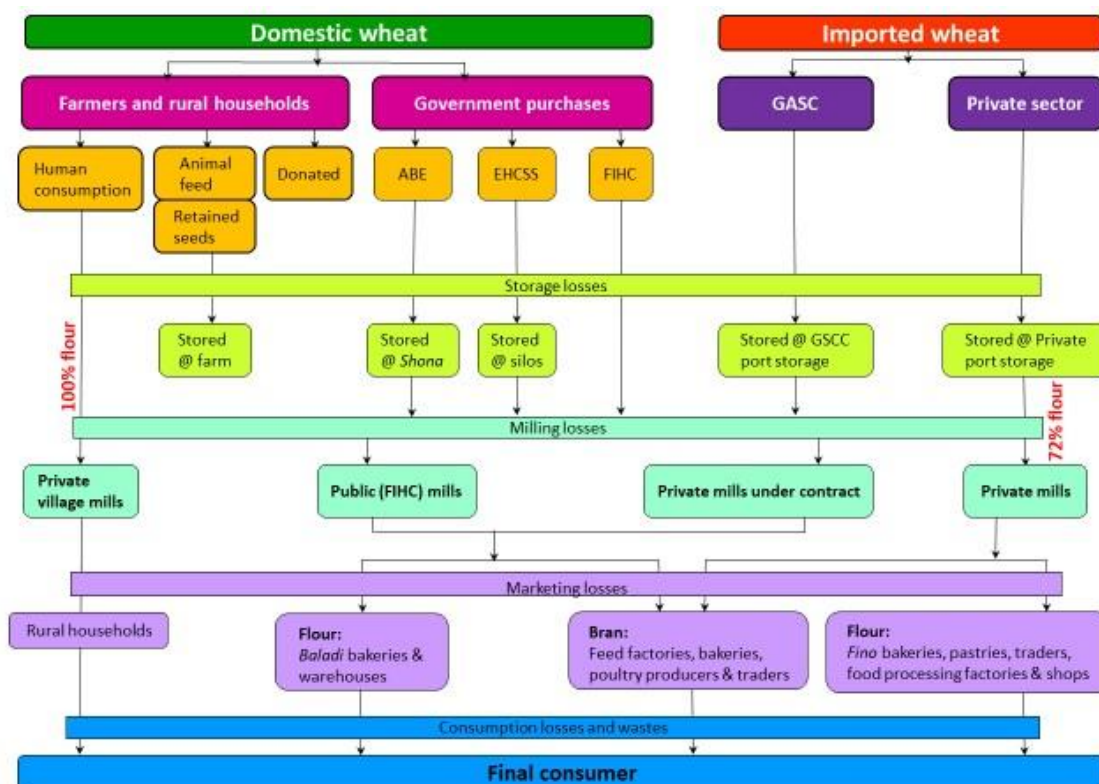 Domestic wheat
Imported wheat
Farmers and rural households
Government purchases
GASC
Private sector
Human
consumption
Animal
feed
Retained
seeds
Donated
ABE
EHCSS
FIHC
Storage losses
100% flour
Stored
@ farm
Stored
@ Shona
Stored
@ silos
Stored @ GSCC
port storage
Stored @ Private
port storage
72% flour
Milling losses
Private
village mills
Public (FIHC) mills
Private mills under contract
Private mills
Marketing losses
Rural households
Flour:
Baladi bakeries &
warehouses
Bran:
Feed factories, bakeries,
poultry producers & traders
Flour:
Fino bakeries, pastries, traders,
food processing factories & shops
Consumption losses and wastes
Final consumer